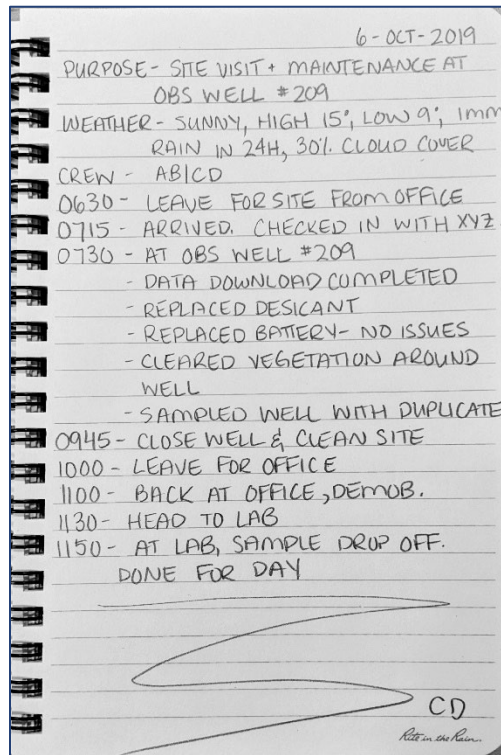 6-OCT-2019
PURPOSE- SITE VISIT + MAINTENANCE AT
OBS WELL #209
WEATHER- SUNNY, HIGH 15°, LOW 9°, 1mm
RAIN IN 24H, 30% CLOUD COVER
CREW - AB/CD
0630- LEAVE FOR SITE FROM OFFICE
0715- ARRIVED. CHECKED IN WITH XYZ.
0730- AT OBS WELL #209
- DATA DOWNLOAD COMPLETED
- REPLACED DESICANT
- REPLACED BATTERY- NO ISSUES
- CLEARED VEGETATION AROUND
WELL
- SAMPLED WELL WITH DUPLICATE
0945- CLOSE WELL & CLEAN SITE
1000- LEAVE FOR OFFICE
1100- BACK AT OFFICE, DEMOB.
1130- HEAD TO LAB
1150- AT LAB, SAMPLE DROP OFF.
DONE FOR DAY
CD
Rite in the Rain